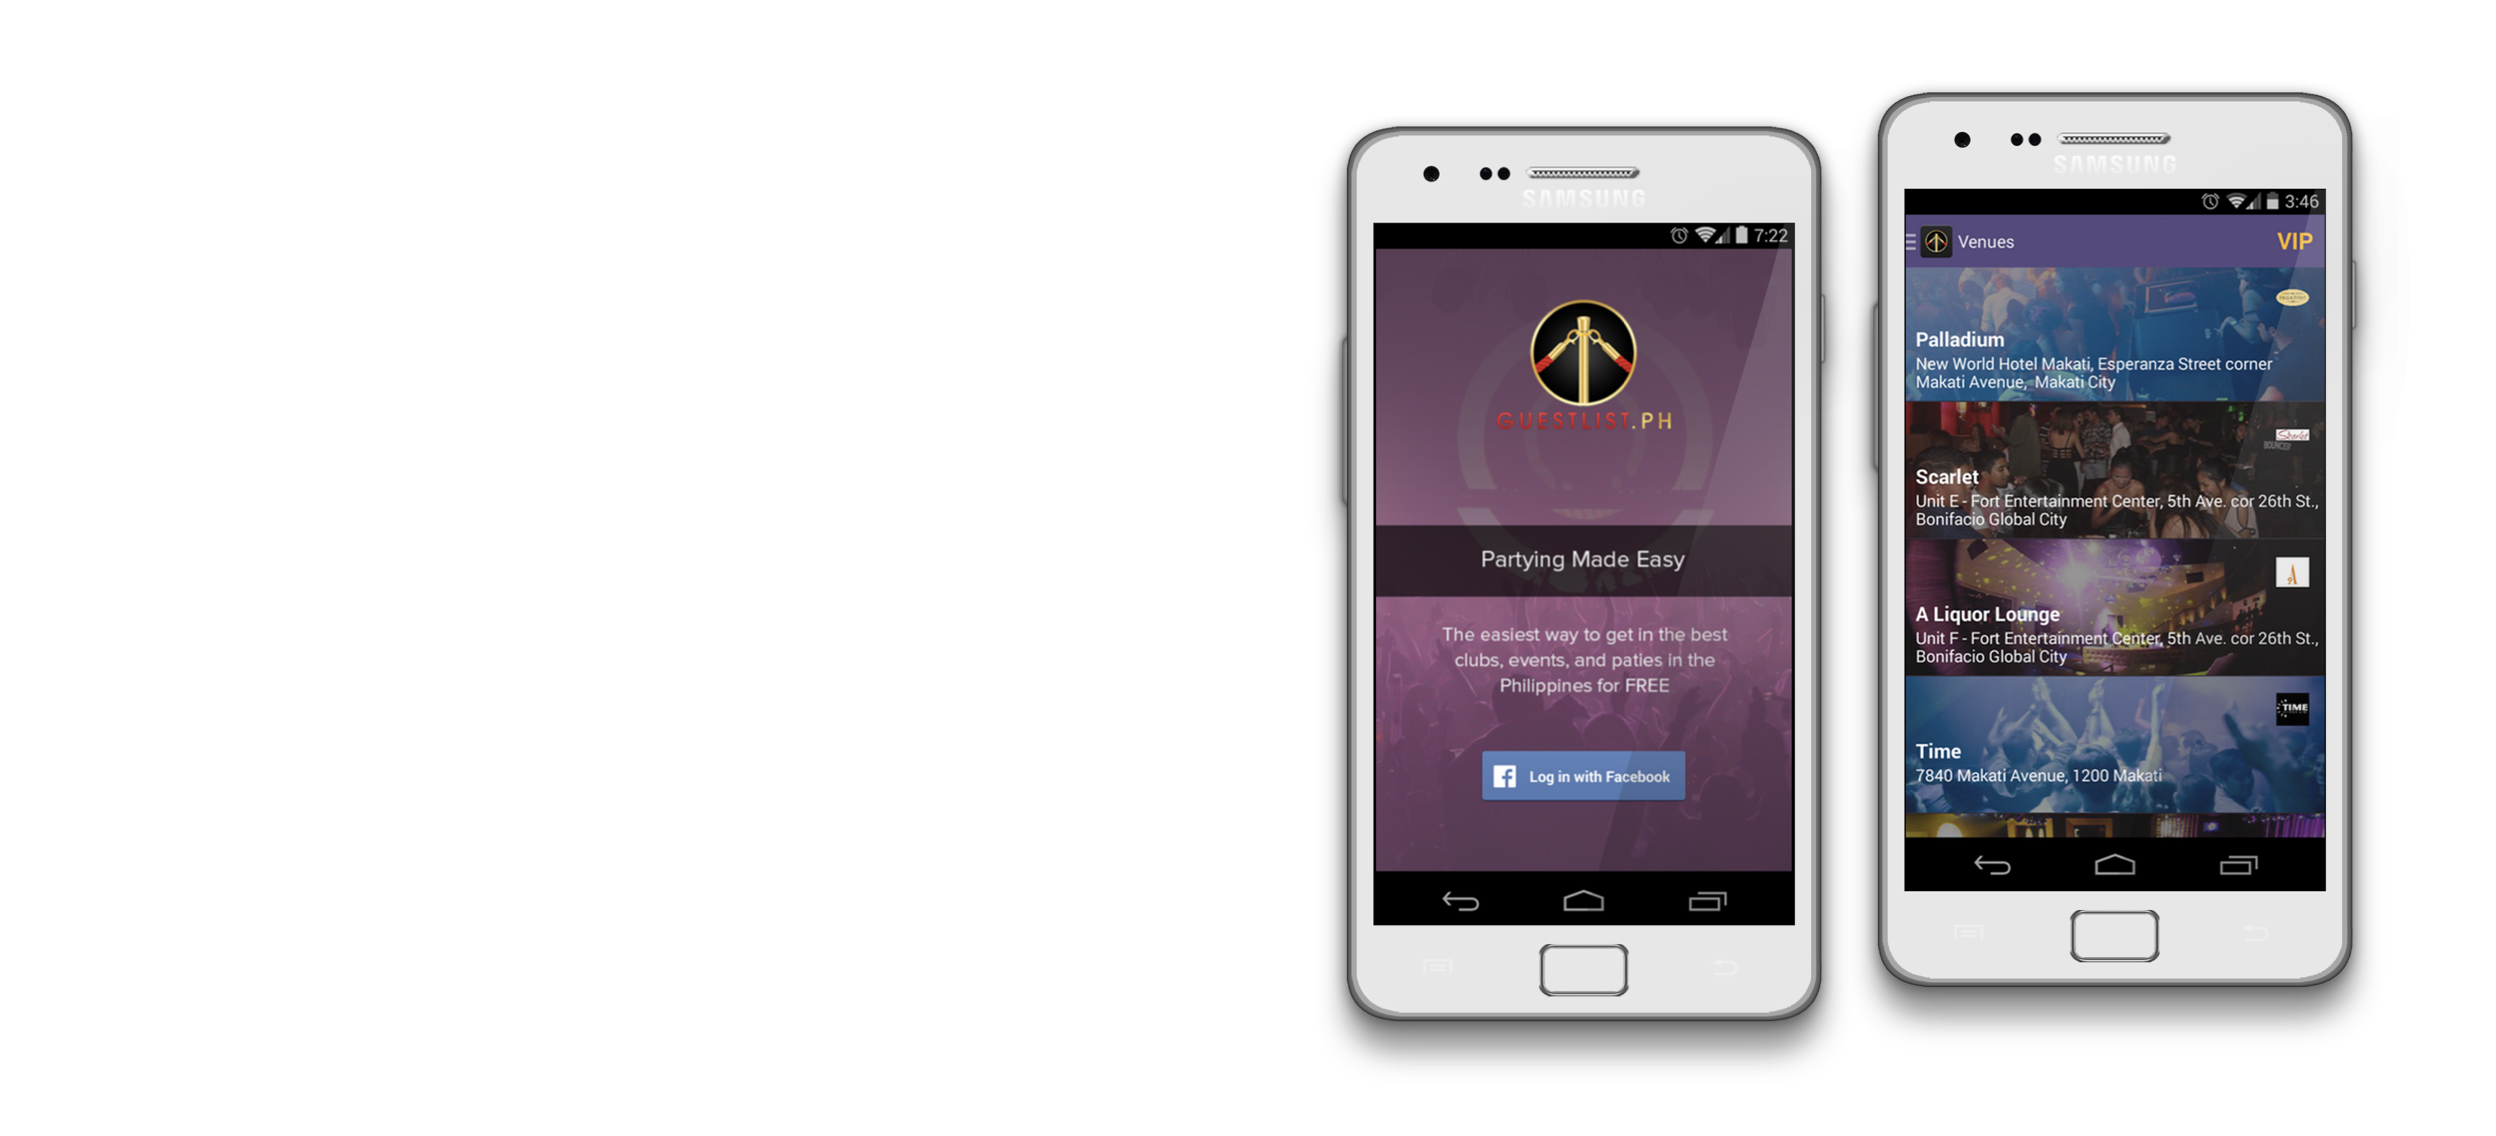 SAMSUNG
7:22
GUESTLIST.PH
Partying Made Easy
The easiest way to get in the best
clubs, events, and paties in the
Philippines for FREE
Log in with Facebook
SAMSUNG
3:46
Venues
VIP
Palladium
New World Hotel Makati, Esperanza Street corner
Makati Avenue, Makati City
Scarlet
BOUNCER
Scarlet
Unit E - Fort Entertainment Center, 5th Ave. cor 26th St.,
Bonifacio Global City
A Liquor Lounge
Unit F - Fort Entertainment Center, 5th Ave. cor 26th St.,
Bonifacio Global City
TIME
Time
7840 Makati Avenue, 1200 Makati